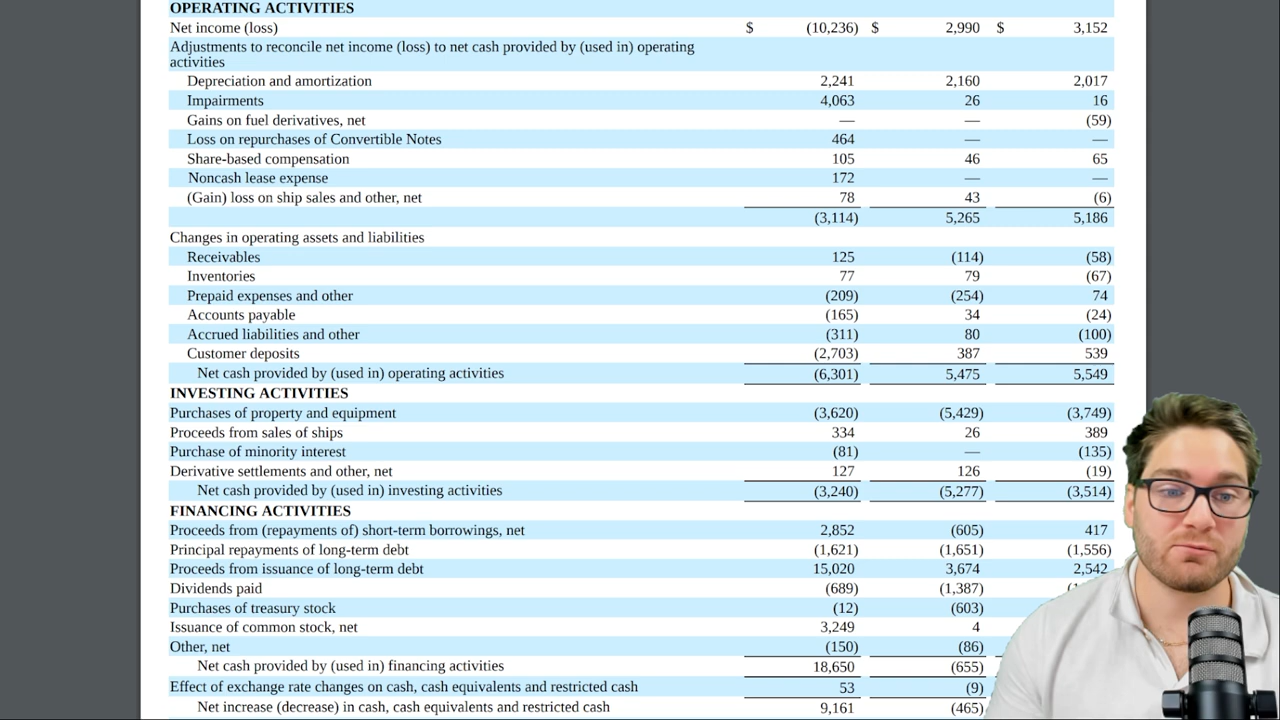 OPERATING ACTIVITIES
Net income (loss) $ (10,236) $ 2,990 $ 3,152
Adjustments to reconcile net income (loss) to net cash provided by (used in) operating
activities
Depreciation and amortization 2,241 2,160 2,017
Impairments 4,063 26 16
Gains on fuel derivatives, net — — (59)
Loss on repurchases of Convertible Notes 464 — —
Share-based compensation 105 46 65
Noncash lease expense 172 — —
(Gain) loss on ship sales and other, net 78 43 (6)
(3,114) 5,265 5,186
Changes in operating assets and liabilities
Receivables 125 (114) (58)
Inventories 77 79 (67)
Prepaid expenses and other (209) (254) 74
Accounts payable (165) 34 (24)
Accrued liabilities and other (311) 80 (100)
Customer deposits (2,703) 387 539
Net cash provided by (used in) operating activities (6,301) 5,475 5,549
INVESTING ACTIVITIES
Purchases of property and equipment (3,620) (5,429) (3,749)
Proceeds from sales of ships 334 26 389
Purchase of minority interest (81) — (135)
Derivative settlements and other, net 127 126 (19)
Net cash provided by (used in) investing activities (3,240) (5,277) (3,514)
FINANCING ACTIVITIES
Proceeds from (repayments of) short-term borrowings, net 2,852 (605) 417
Principal repayments of long-term debt (1,621) (1,651) (1,556)
Proceeds from issuance of long-term debt 15,020 3,674 2,542
Dividends paid (689) (1,387)
Purchases of treasury stock (12) (603)
Issuance of common stock, net 3,249 4
Other, net (150) (86)
Net cash provided by (used in) financing activities 18,650 (655)
Effect of exchange rate changes on cash, cash equivalents and restricted cash 53 (9)
Net increase (decrease) in cash, cash equivalents and restricted cash 9,161 (465)